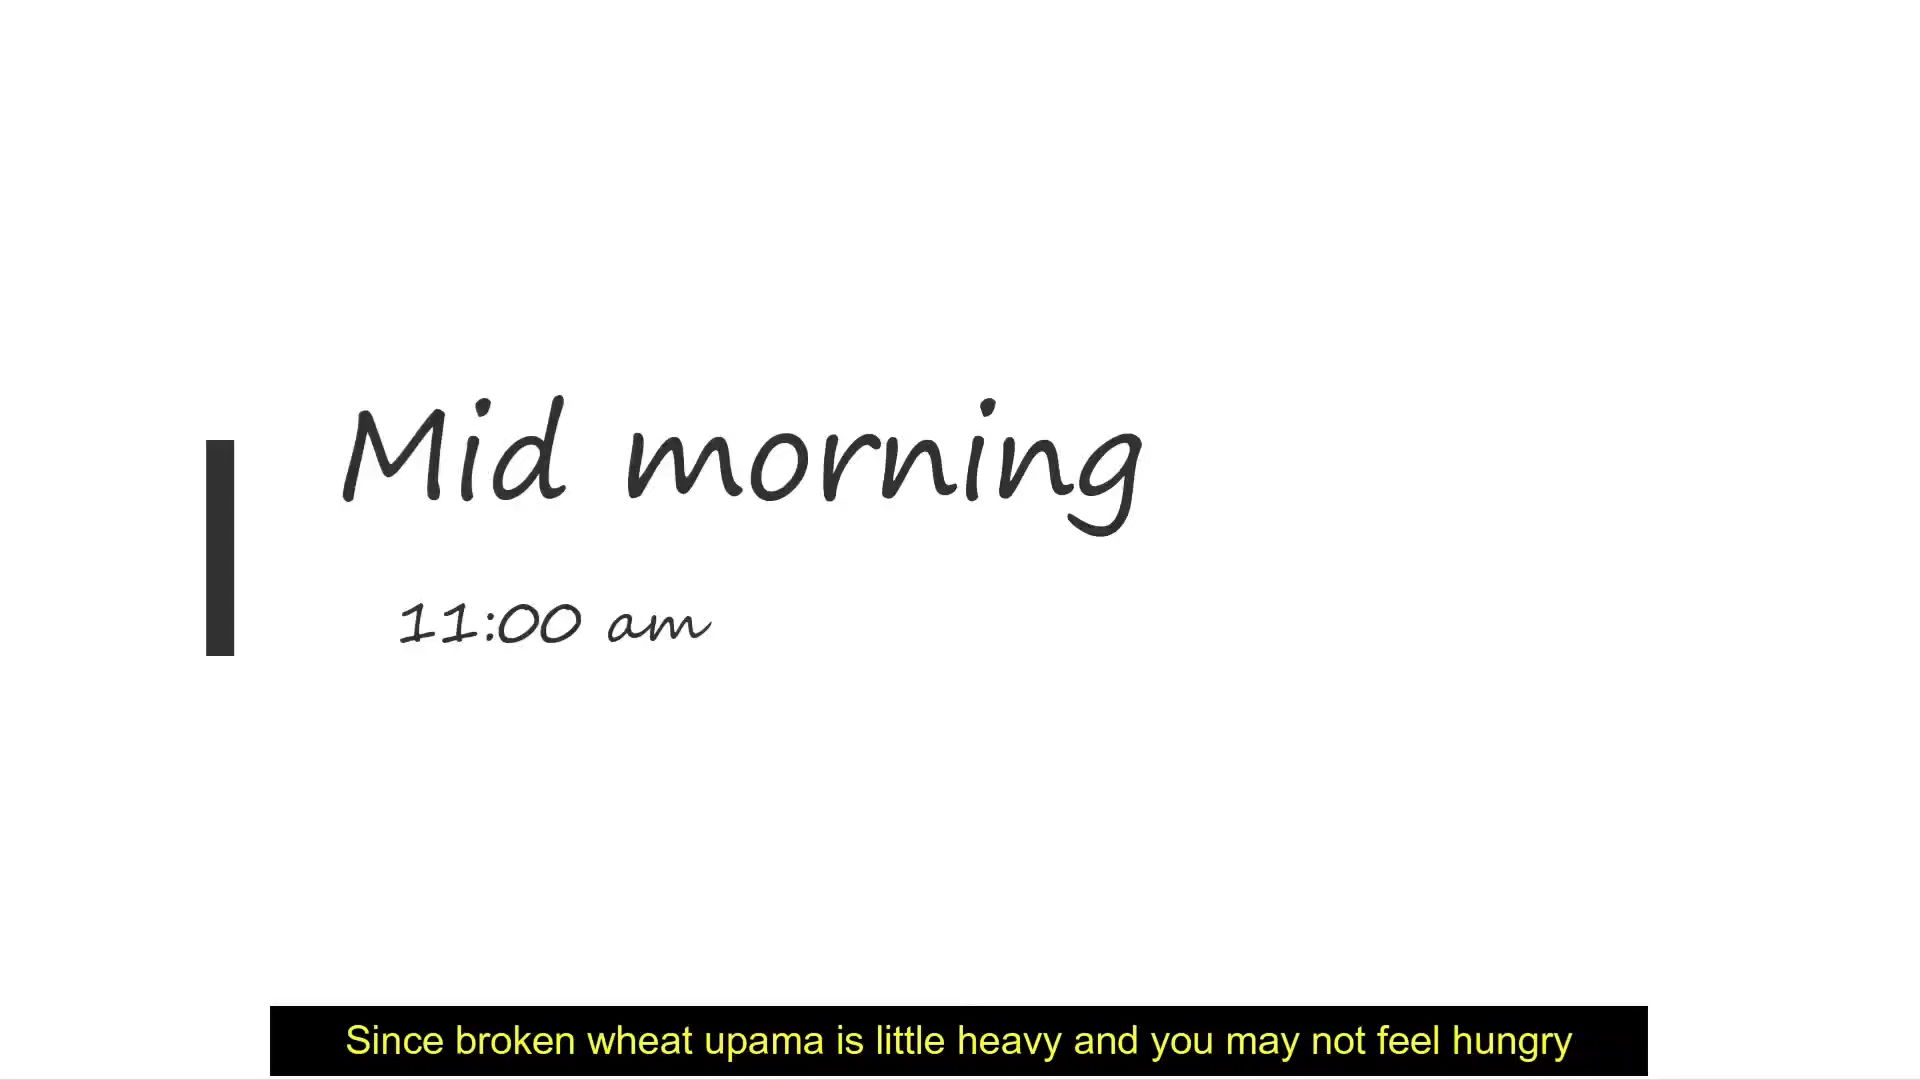 Mid morning
11:00 am
Since broken wheat upama is little heavy and you may not feel hungry